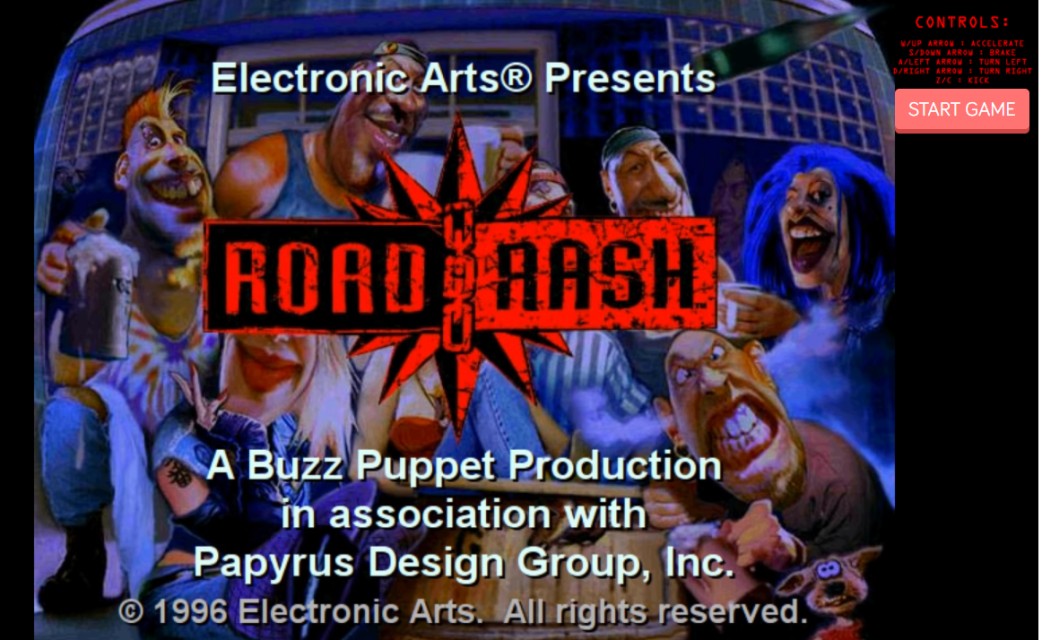 Electronic Arts® Presents
ROAD RASH
A Buzz Puppet Production
in association with
Papyrus Design Group, Inc.
© 1996 Electronic Arts. All rights reserved.
CONTROLS:
W/UP ARROW : ACCELERATE
S/DOWN ARROW : BRAKE
A/LEFT ARROW : TURN LEFT
D/RIGHT ARROW : TURN RIGHT
Z/C : KICK
START GAME